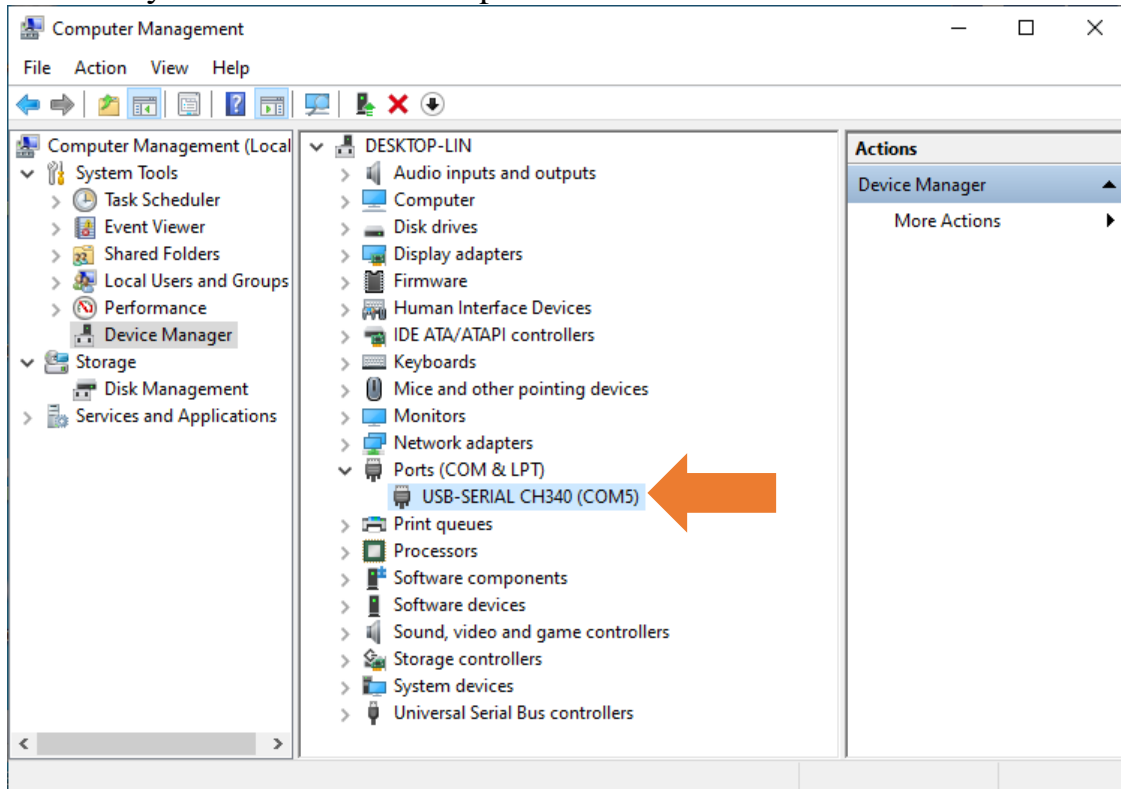 Computer Management
File Action View Help
Computer Management (Local
System Tools
Task Scheduler
Event Viewer
Shared Folders
Local Users and Groups
Performance
Device Manager
Storage
Disk Management
Services and Applications
DESKTOP-LIN
Audio inputs and outputs
Computer
Disk drives
Display adapters
Firmware
Human Interface Devices
IDE ATA/ATAPI controllers
Keyboards
Mice and other pointing devices
Monitors
Network adapters
Ports (COM & LPT)
USB-SERIAL CH340 (COM5)
Print queues
Processors
Software components
Software devices
Sound, video and game controllers
Storage controllers
System devices
Universal Serial Bus controllers
Actions
Device Manager
More Actions